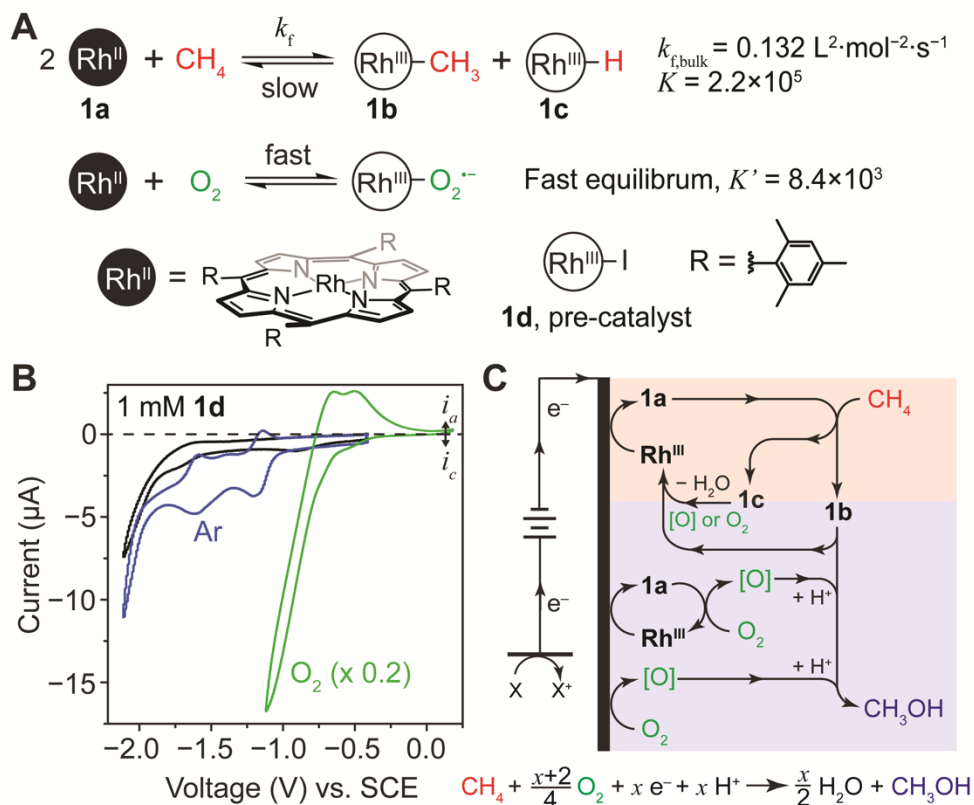 A
2 Rh^II + CH₄ ⇌ Rh^III–CH₃ + Rh^III–H
k_f
slow
1a 1b 1c
k_f,bulk = 0.132 L²·mol⁻²·s⁻¹
K = 2.2×10⁵
fast
Rh^II + O₂ ⇌ Rh^III–O₂•⁻ Fast equilibrum, K' = 8.4×10³
Rh^II = R R R R N N N N Rh
Rh^III–I R =
1d, pre-catalyst
B
1 mM 1d
i_a
i_c
Ar
O₂ (x 0.2)
0
−5
−10
−15
Current (µA)
−2.0 −1.5 −1.0 −0.5 0.0
Voltage (V) vs. SCE
C
e⁻
e⁻
X X⁺
1a CH₄
Rh^III
− H₂O 1c 1b
[O] or O₂
1a [O] + H⁺
Rh^III O₂
[O] + H⁺
O₂ CH₃OH
CH₄ + (x+2)/4 O₂ + x e⁻ + x H⁺ → x/2 H₂O + CH₃OH